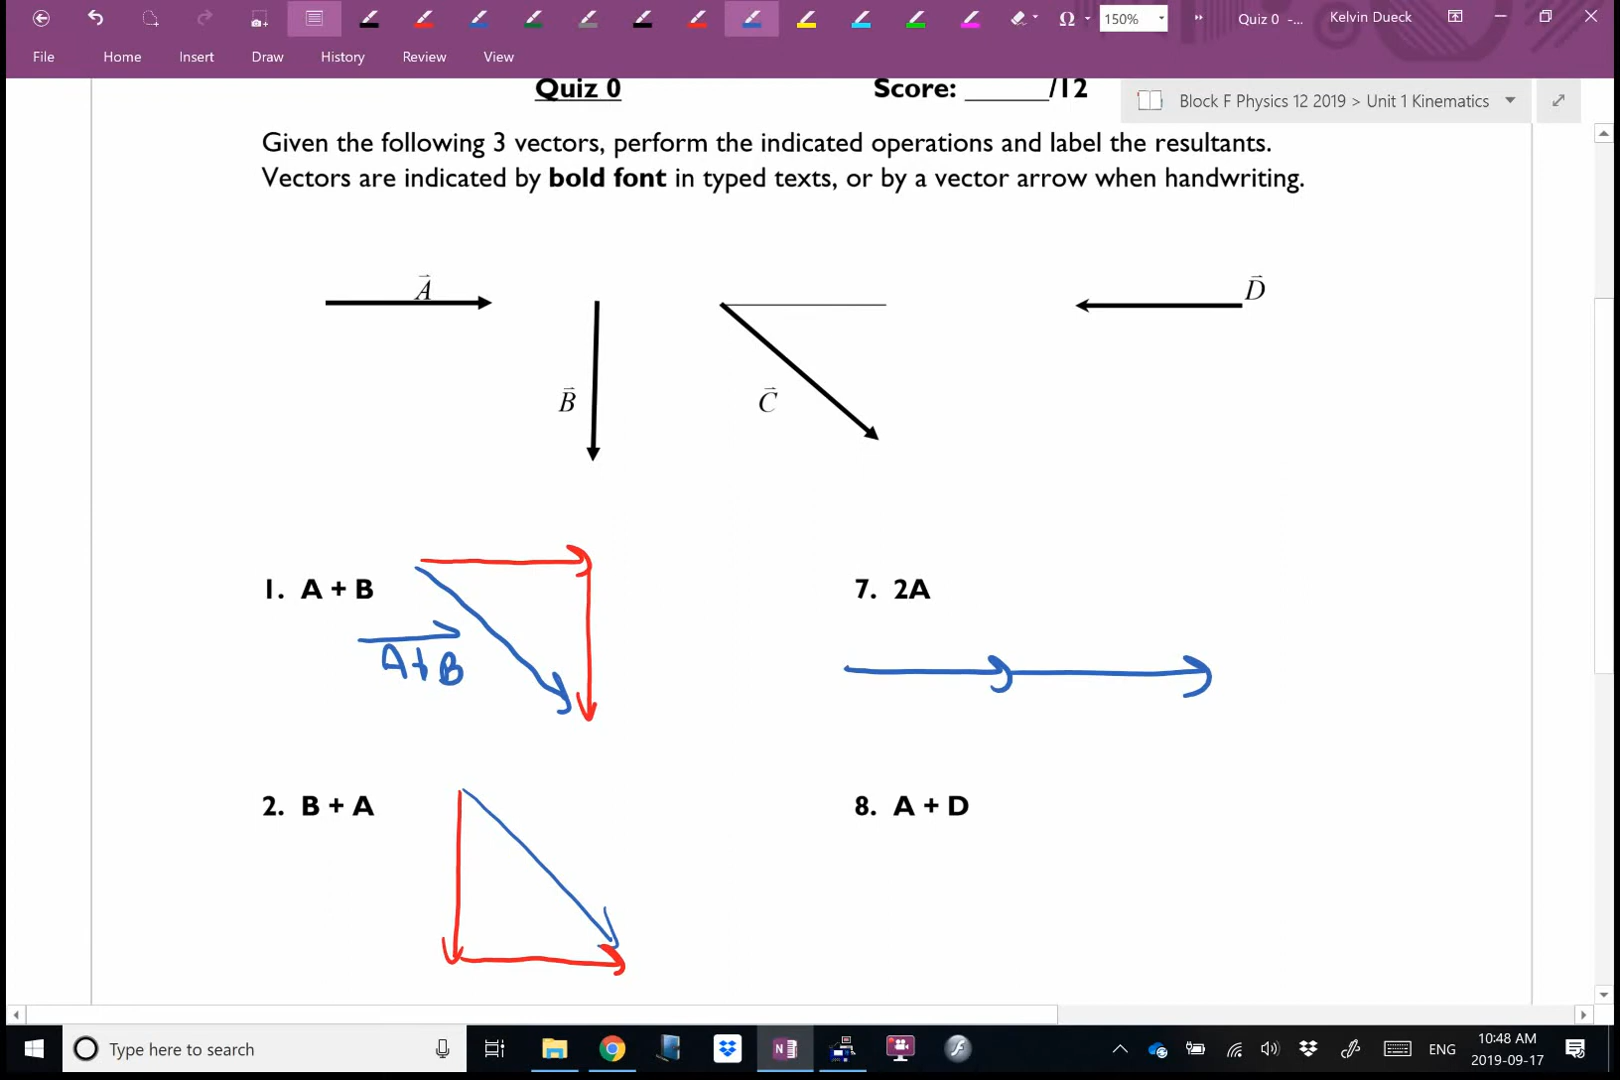 150%
Quiz 0 -...
Kelvin Dueck
File
Home
Insert
Draw
History
Review
View
Quiz 0
Score: ______/12
Block F Physics 12 2019 > Unit 1 Kinematics
Given the following 3 vectors, perform the indicated operations and label the resultants.
Vectors are indicated by bold font in typed texts, or by a vector arrow when handwriting.
A
B
C
D
1. A + B
A+B
7. 2A
2. B + A
8. A + D
Type here to search
ENG
10:48 AM
2019-09-17